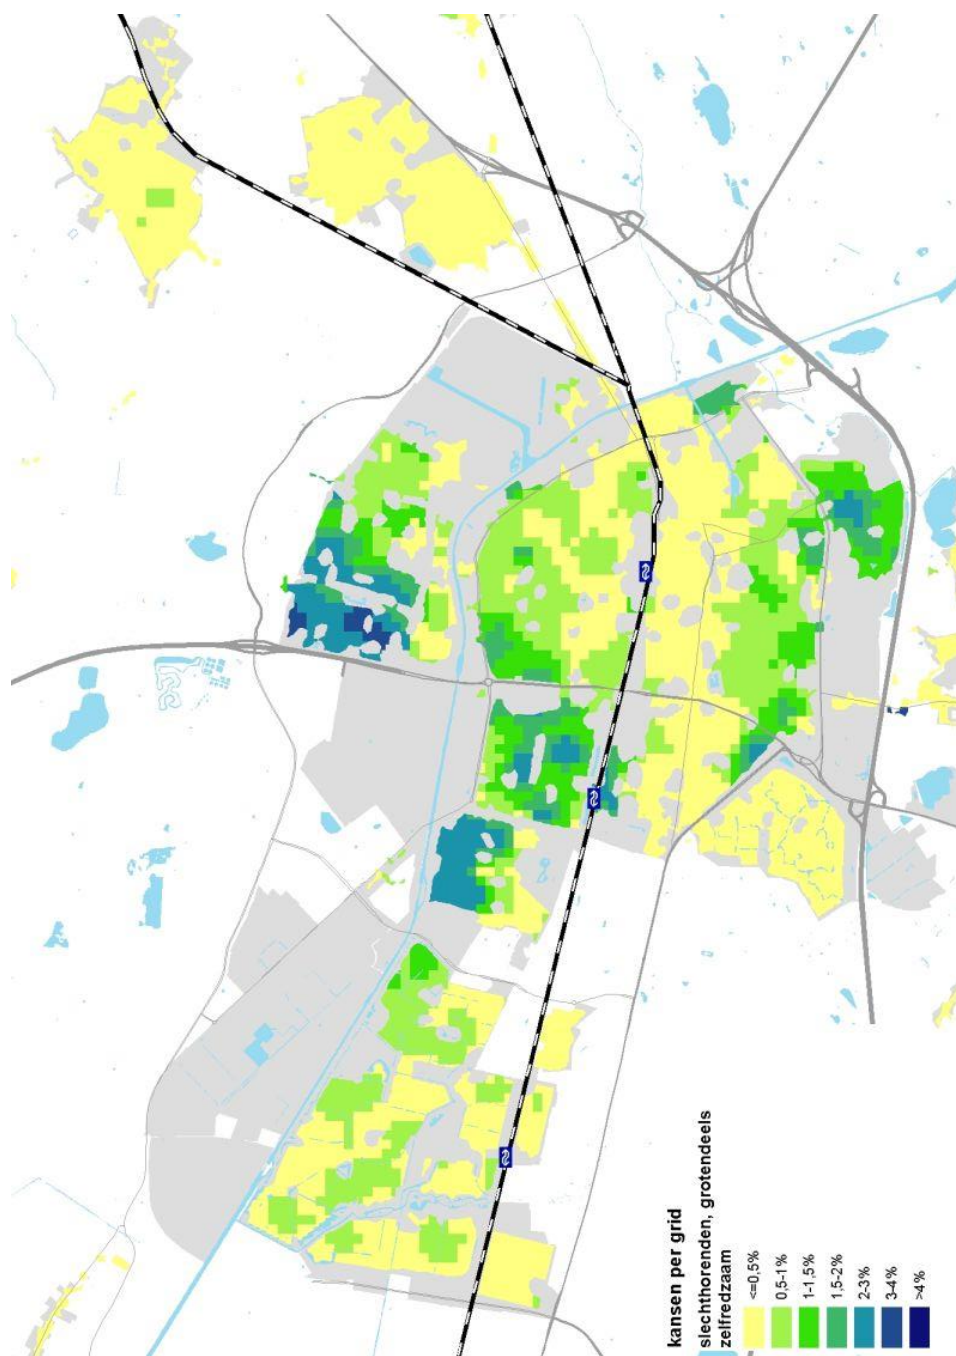 kansen per grid
slechthorenden, grotendeels
zelfredzaam
<=0,5%
0,5-1%
1-1,5%
1,5-2%
2-3%
3-4%
>4%